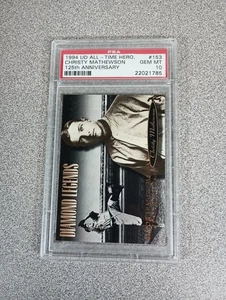 PSA
1994 UD ALL-TIME HERO. #153
CHRISTY MATHEWSON GEM MT
125th ANNIVERSARY 10
22021785
DIAMOND LEGENDS